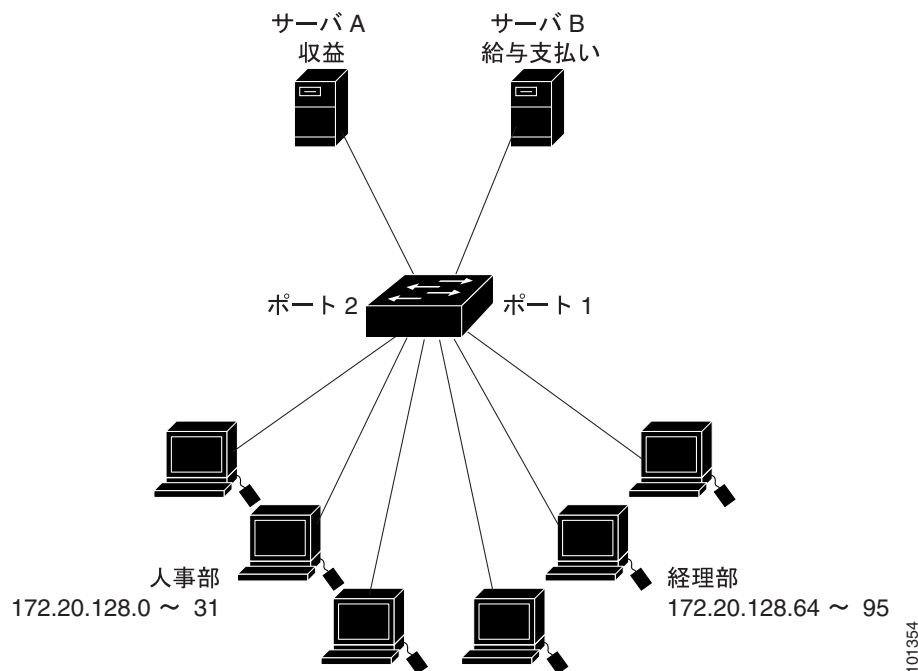 サーバ A
収益
サーバ B
給与支払い
ポート 2
ポート 1
人事部
172.20.128.0 ～ 31
経理部
172.20.128.64 ～ 95
101354